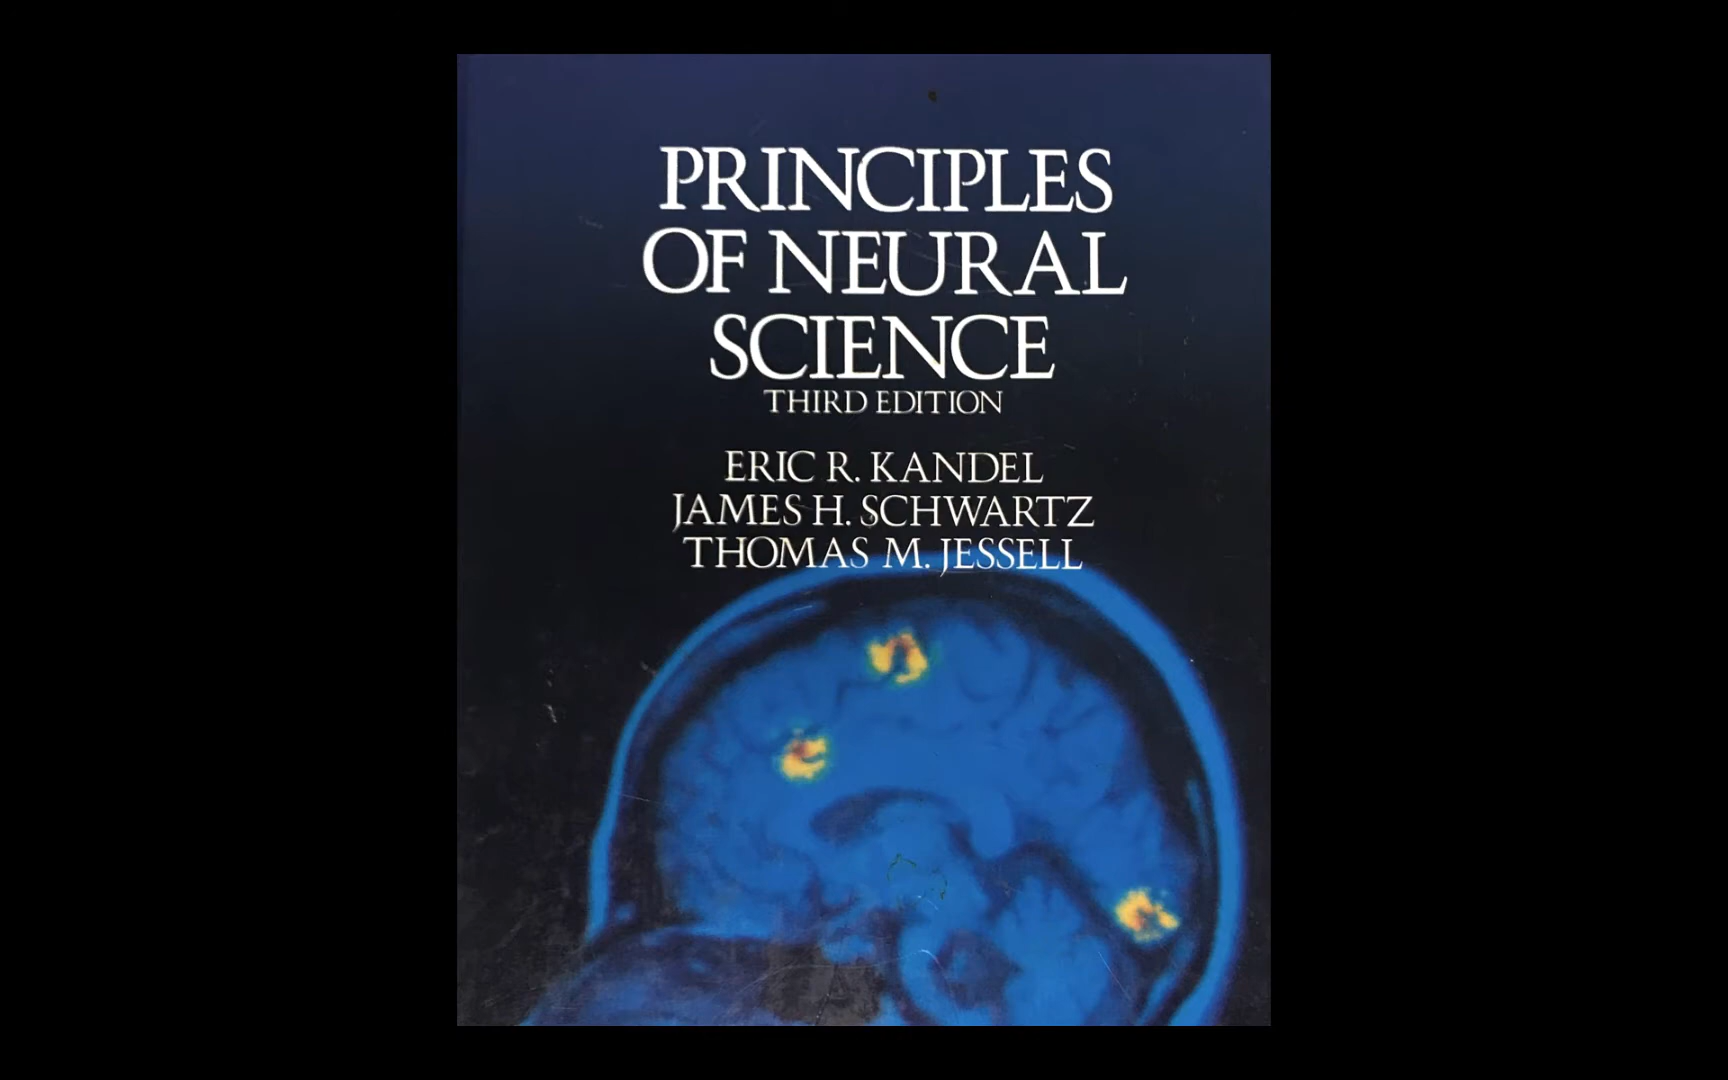 PRINCIPLES
OF NEURAL
SCIENCE
THIRD EDITION
ERIC R. KANDEL
JAMES H. SCHWARTZ
THOMAS M. JESSELL